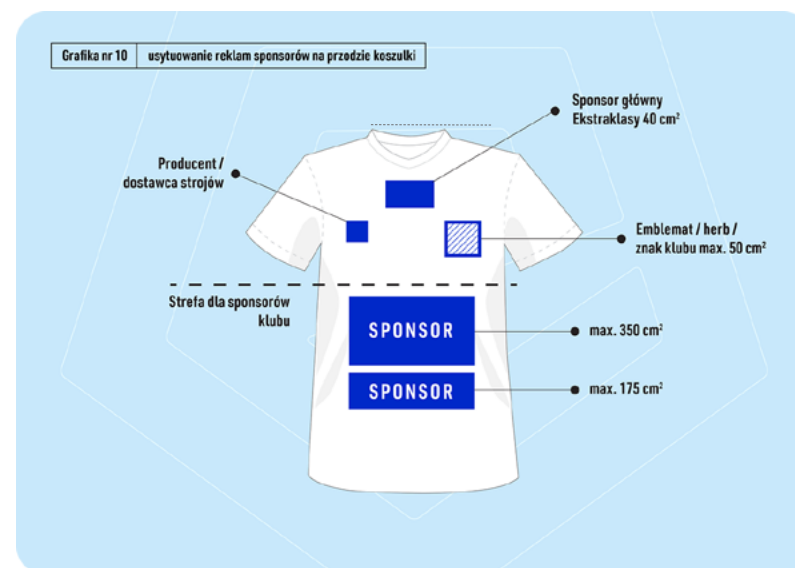 Grafika nr 10 usytuowanie reklam sponsorów na przodzie koszulki
Sponsor główny
Ekstraklasy 40 cm²
Producent /
dostawca strojów
Emblemat / herb /
znak klubu max. 50 cm²
Strefa dla sponsorów
klubu
SPONSOR
max. 350 cm²
SPONSOR
max. 175 cm²